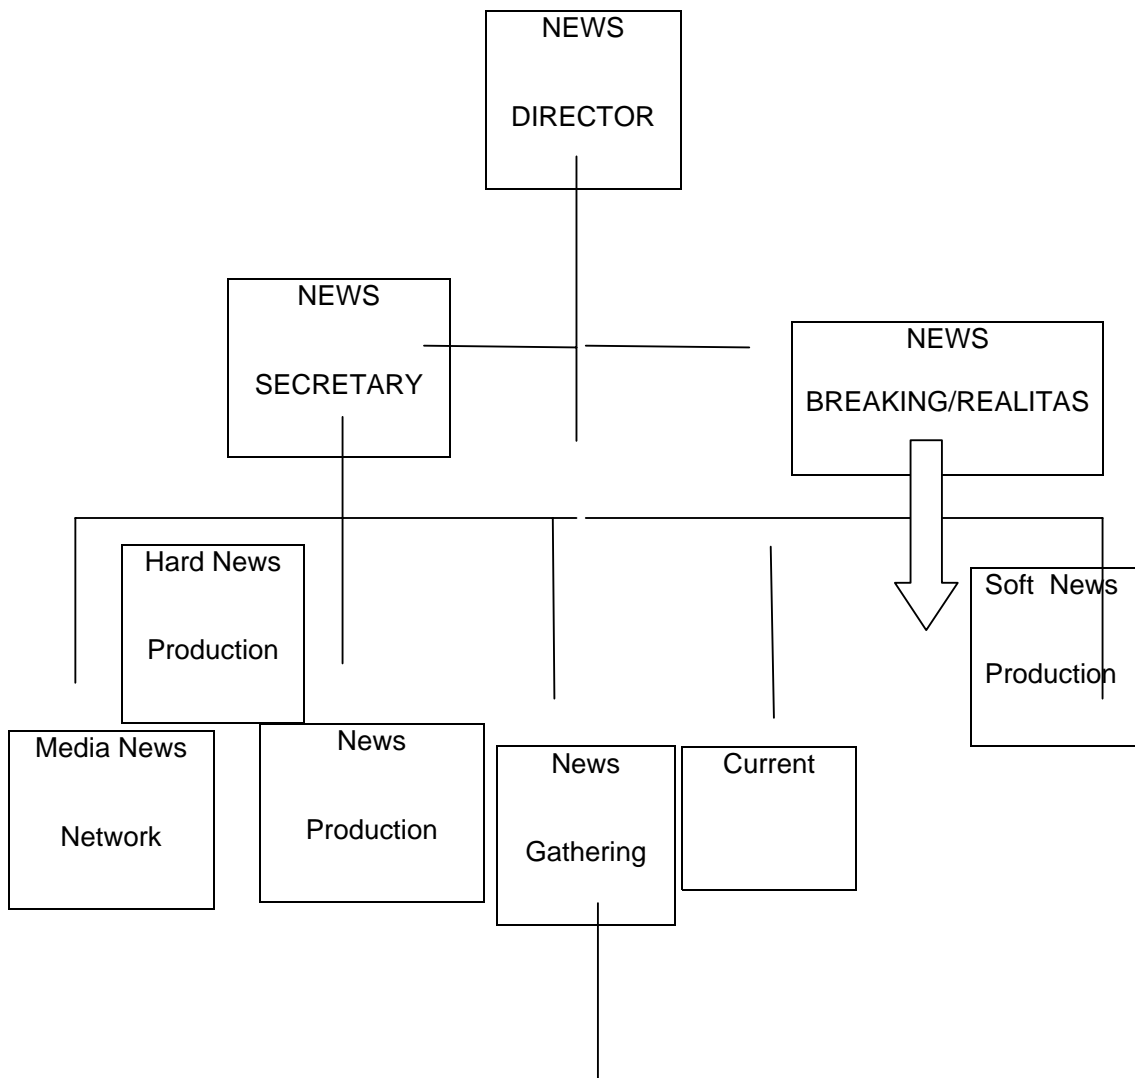 NEWS
DIRECTOR
NEWS
SECRETARY
NEWS
BREAKING/REALITAS
Hard News
Production
Soft News
Production
Media News
Network
News
Production
News
Gathering
Current